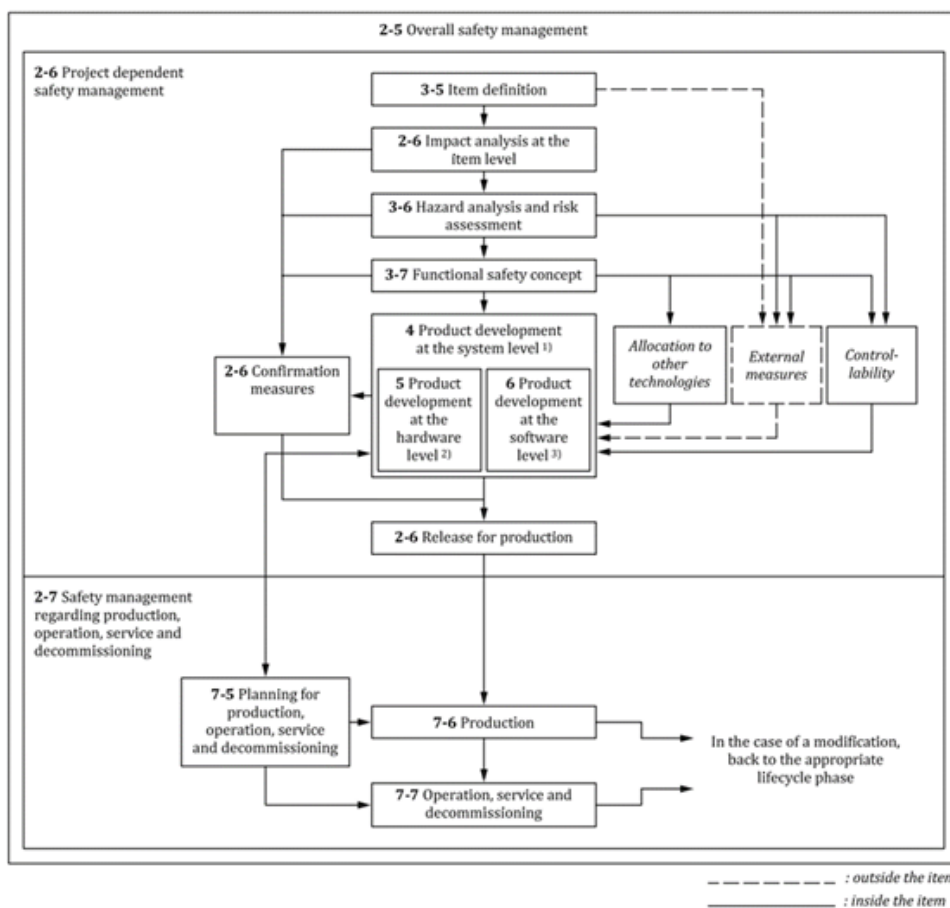 2-5 Overall safety management
2-6 Project dependent
safety management
3-5 Item definition
2-6 Impact analysis at the
item level
3-6 Hazard analysis and risk
assessment
3-7 Functional safety concept
4 Product development
at the system level 1)
Allocation to
other
technologies
External
measures
Control-
lability
2-6 Confirmation
measures
5 Product
development
at the
hardware
level 2)
6 Product
development
at the
software
level 3)
2-6 Release for production
2-7 Safety management
regarding production,
operation, service and
decommissioning
7-5 Planning for
production,
operation, service
and decommissioning
7-6 Production
In the case of a modification,
back to the appropriate
lifecycle phase
7-7 Operation, service and
decommissioning
: outside the item
: inside the item